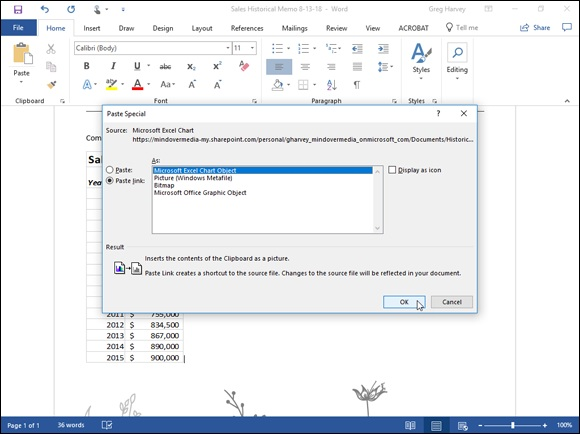 Sales Historical Memo 8-13-18 - Word
Greg Harvey
File Home Insert Design Layout References Mailings Review View ACROBAT Tell me Share
Calibri (Body) 11
Paste
B I U abc x₂ x²
Styles
Editing
Clipboard Font Paragraph Styles
Paste Special
Source: Microsoft Excel Chart
https://mindovermedia-my.sharepoint.com/personal/gharvey_mindovermedia_onmicrosoft_com/Documents/Historic...
As:
Paste:
Paste link:
Microsoft Excel Chart Object
Picture (Windows Metafile)
Bitmap
Microsoft Office Graphic Object
Display as icon
Result
Inserts the contents of the Clipboard as a picture.
Paste Link creates a shortcut to the source file. Changes to the source file will be reflected in your document.
OK Cancel
Com
Sal
Yea
2011 $ 755,000
2012 $ 834,500
2013 $ 867,000
2014 $ 890,000
2015 $ 900,000
Page 1 of 1 36 words 100%